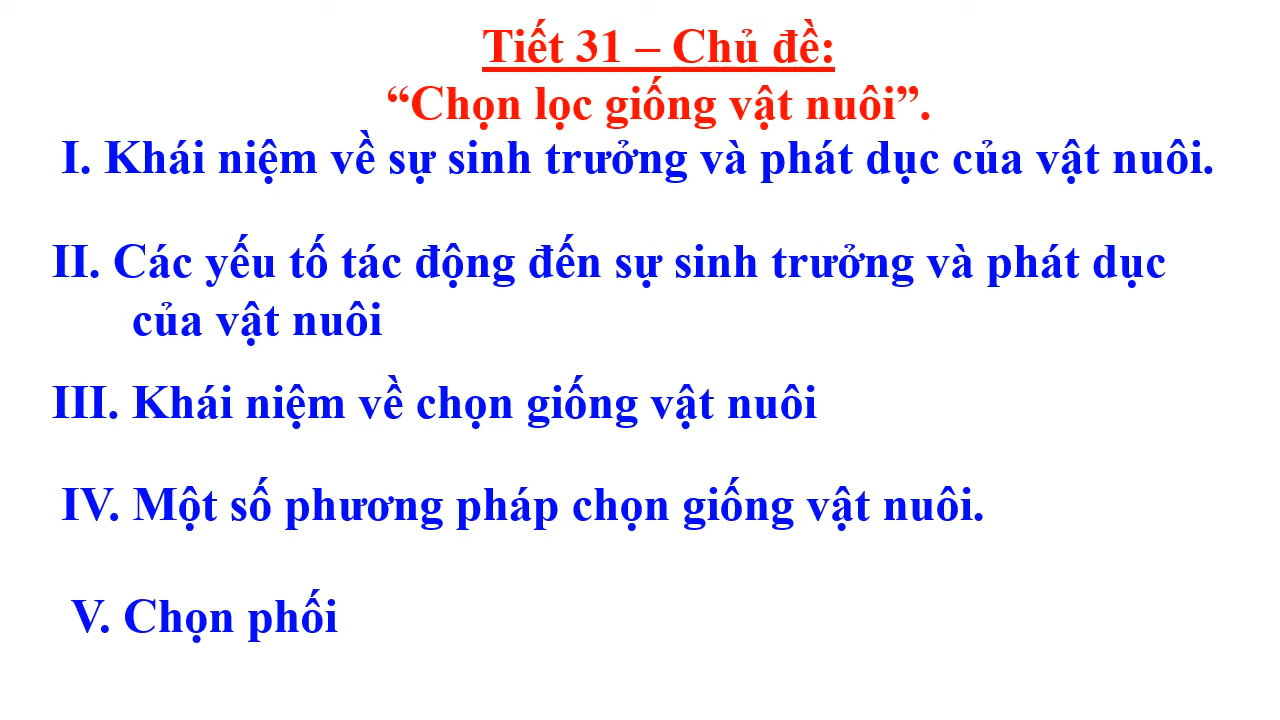 Tiết 31 – Chủ đề:
“Chọn lọc giống vật nuôi”.
I. Khái niệm về sự sinh trưởng và phát dục của vật nuôi.
II. Các yếu tố tác động đến sự sinh trưởng và phát dục
của vật nuôi
III. Khái niệm về chọn giống vật nuôi
IV. Một số phương pháp chọn giống vật nuôi.
V. Chọn phối